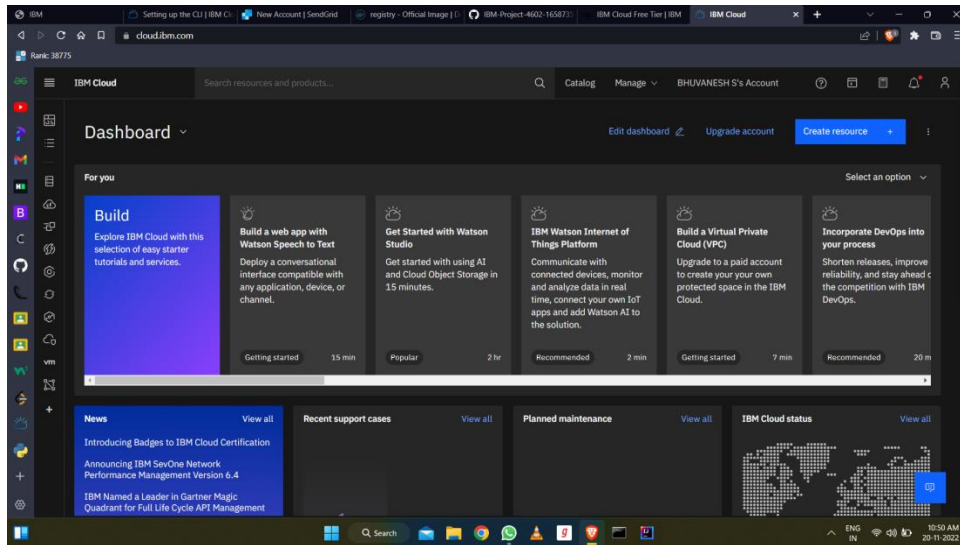 IBM
Setting up the CLI | IBM Cl
New Account | SendGrid
registry - Official Image | D
IBM-Project-4602-165873
IBM Cloud Free Tier | IBM
IBM Cloud
cloud.ibm.com
Rank: 38775
IBM Cloud
Search resources and products...
Catalog
Manage
BHUVANESH S's Account
Dashboard
Edit dashboard
Upgrade account
Create resource +
For you
Select an option
Build
Explore IBM Cloud with this
selection of easy starter
tutorials and services.
Build a web app with
Watson Speech to Text
Deploy a conversational
interface compatible with
any application, device, or
channel.
Getting started
15 min
Get Started with Watson
Studio
Get started with using AI
and Cloud Object Storage in
15 minutes.
Popular
2 hr
IBM Watson Internet of
Things Platform
Communicate with
connected devices, monitor
and analyze data in real
time, connect your own IoT
apps and add Watson AI to
the solution.
Recommended
2 min
Build a Virtual Private
Cloud (VPC)
Upgrade to a paid account
to create your your own
protected space in the IBM
Cloud.
Getting started
7 min
Incorporate DevOps into
your process
Shorten releases, improve
reliability, and stay ahead o
the competition with IBM
DevOps.
Recommended
20 m
vm
News
View all
Introducing Badges to IBM Cloud Certification
Announcing IBM SevOne Network
Performance Management Version 6.4
IBM Named a Leader in Gartner Magic
Quadrant for Full Life Cycle API Management
Recent support cases
View all
Planned maintenance
View all
IBM Cloud status
View all
Search
ENG
IN
10:50 AM
20-11-2022